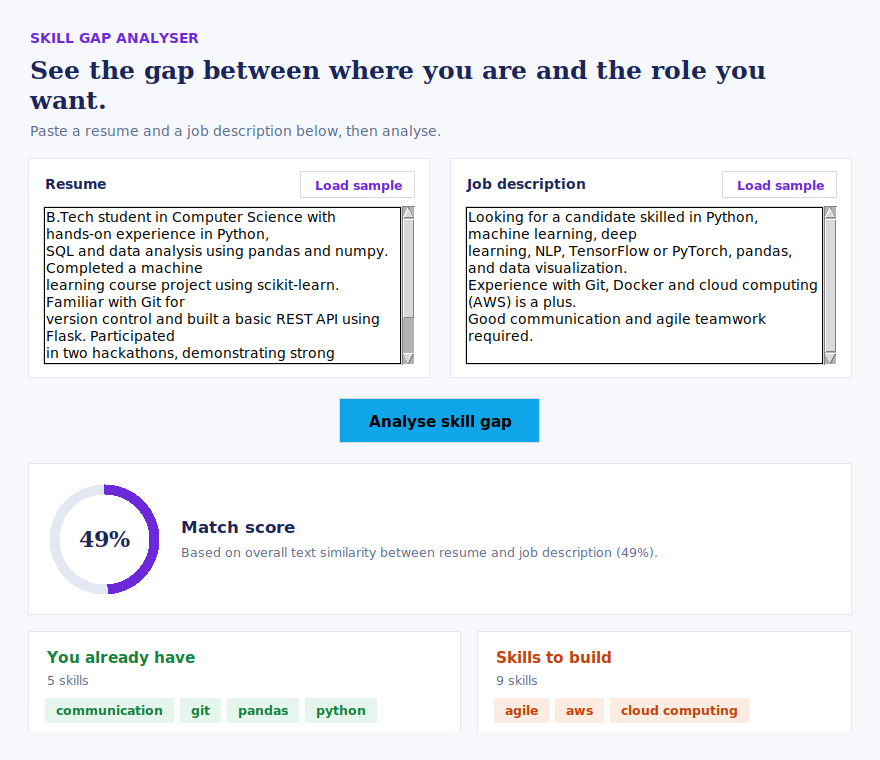 SKILL GAP ANALYSER
See the gap between where you are and the role you
want.
Paste a resume and a job description below, then analyse.
Resume
Load sample
B.Tech student in Computer Science with
hands-on experience in Python,
SQL and data analysis using pandas and numpy.
Completed a machine
learning course project using scikit-learn.
Familiar with Git for
version control and built a basic REST API using
Flask. Participated
in two hackathons, demonstrating strong
Job description
Load sample
Looking for a candidate skilled in Python,
machine learning, deep
learning, NLP, TensorFlow or PyTorch, pandas,
and data visualization.
Experience with Git, Docker and cloud computing
(AWS) is a plus.
Good communication and agile teamwork
required.
Analyse skill gap
49%
Match score
Based on overall text similarity between resume and job description (49%).
You already have
5 skills
communication git pandas python
Skills to build
9 skills
agile aws cloud computing